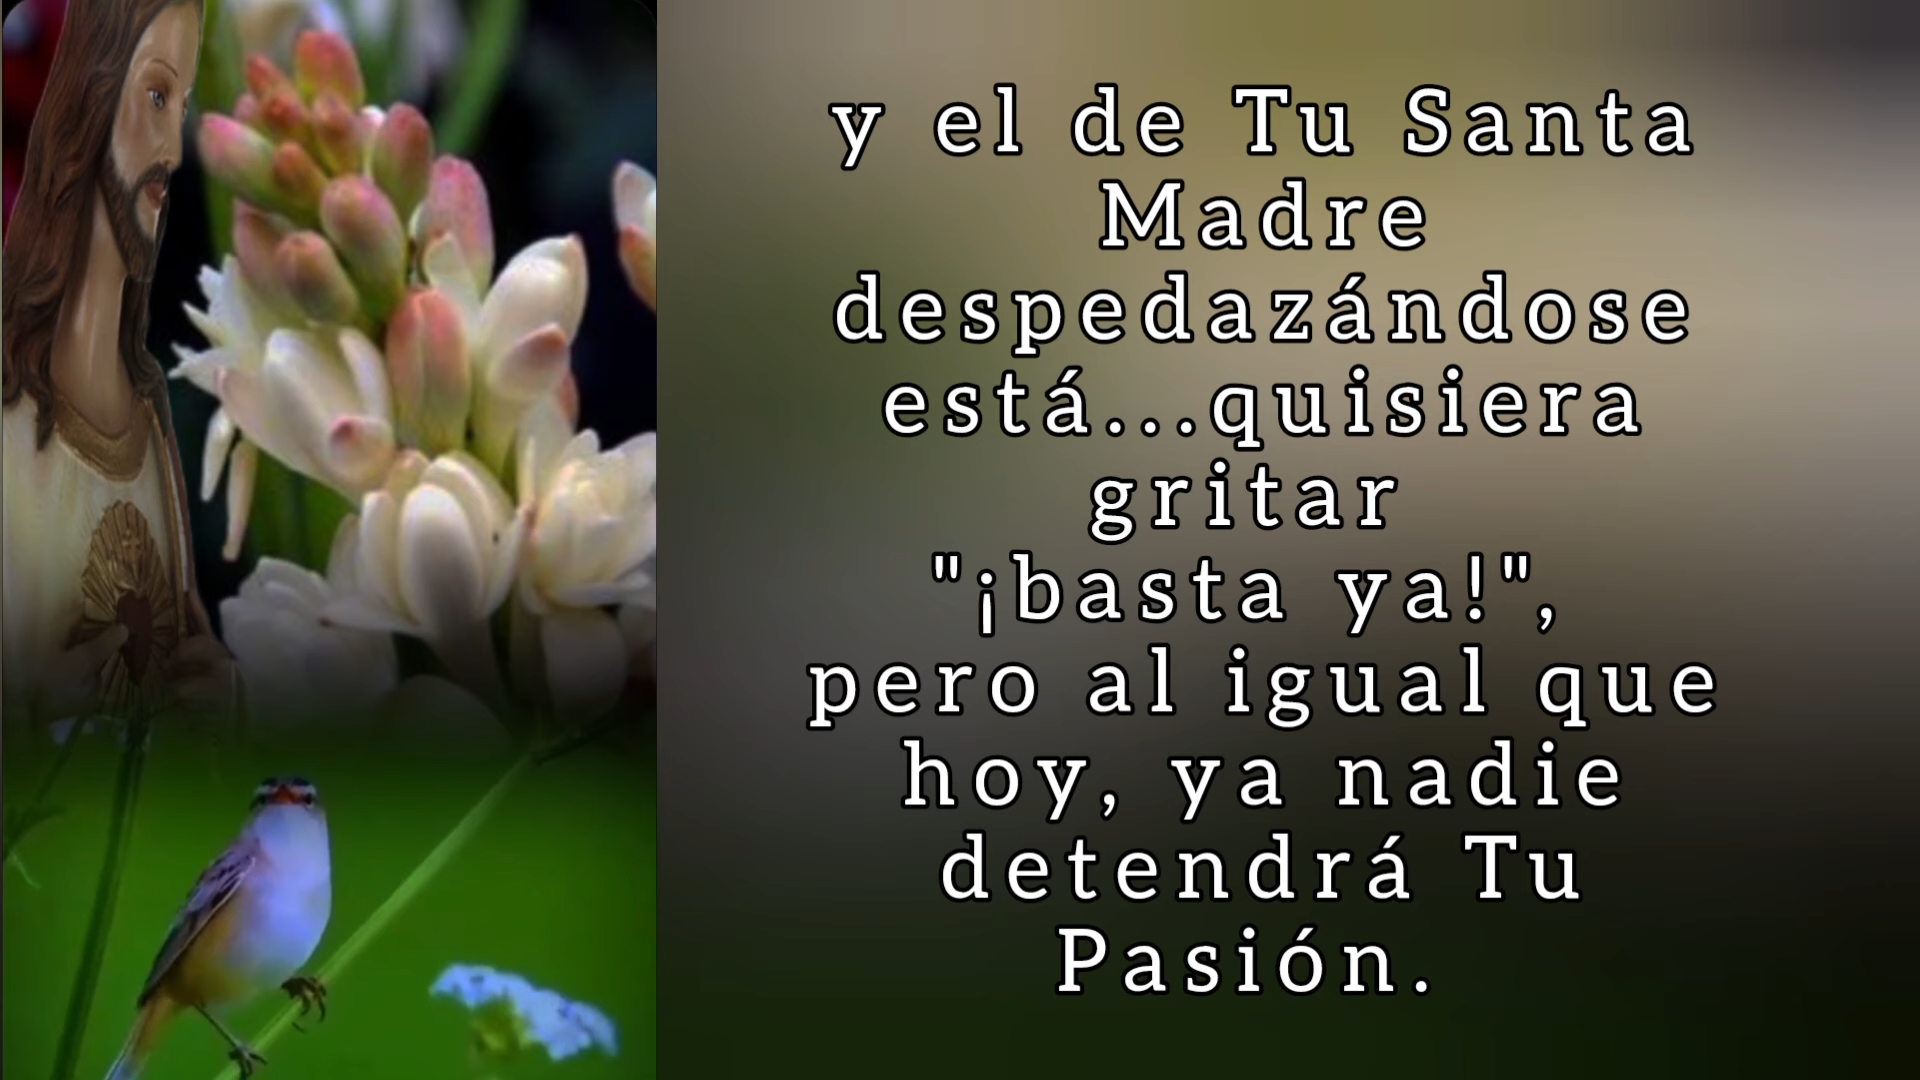 y el de Tu Santa
Madre
despedazándose
está...quisiera
gritar
"¡basta ya!",
pero al igual que
hoy, ya nadie
detendrá Tu
Pasión.